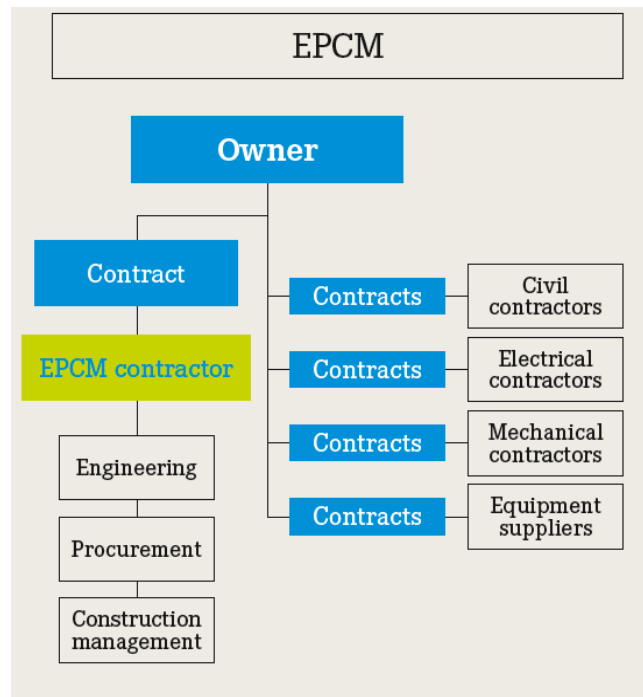 EPCM
Owner
Contract
EPCM contractor
Engineering
Procurement
Construction
management
Contracts
Civil
contractors
Contracts
Electrical
contractors
Contracts
Mechanical
contractors
Contracts
Equipment
suppliers